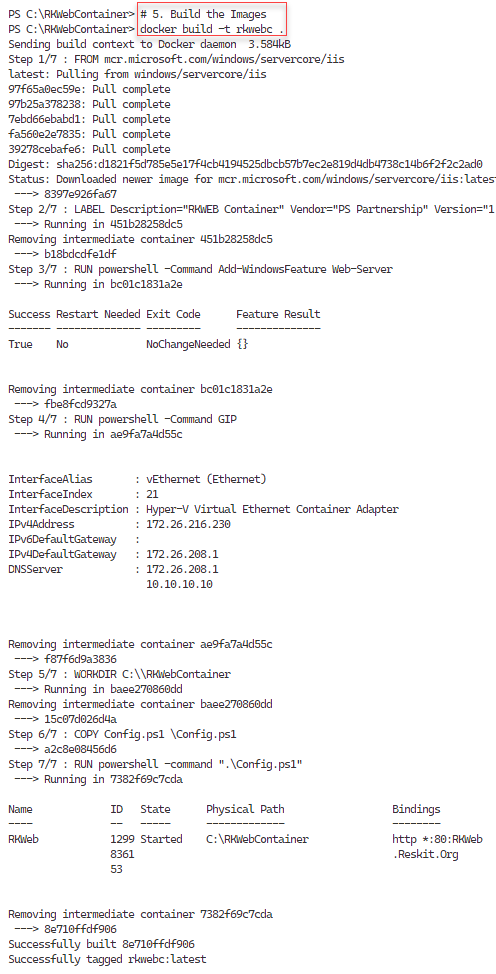 PS C:\RKWebContainer> # 5. Build the Images
PS C:\RKWebContainer> docker build -t rkwebc .
Sending build context to Docker daemon  3.584kB
Step 1/7 : FROM mcr.microsoft.com/windows/servercore/iis
latest: Pulling from windows/servercore/iis
97f65a0ec59e: Pull complete
97b25a378238: Pull complete
7ebd66ebabd1: Pull complete
fa560e2e7835: Pull complete
39278cebafe6: Pull complete
Digest: sha256:d1821f5d785e5e17f4cb4194525dbcb57b7ec2e819d4db4738c14b6f2f2c2ad0
Status: Downloaded newer image for mcr.microsoft.com/windows/servercore/iis:latest
 ---> 8397e926fa67
Step 2/7 : LABEL Description="RKWEB Container" Vendor="PS Partnership" Version="1
 ---> Running in 451b28258dc5
Removing intermediate container 451b28258dc5
 ---> b18bdcdfe1df
Step 3/7 : RUN powershell -Command Add-WindowsFeature Web-Server
 ---> Running in bc01c1831a2e
Success Restart Needed Exit Code      Feature Result
------- -------------- ---------      --------------
True    No             NoChangeNeeded {}
Removing intermediate container bc01c1831a2e
 ---> fbe8fcd9327a
Step 4/7 : RUN powershell -Command GIP
 ---> Running in ae9fa7a4d55c
InterfaceAlias       : vEthernet (Ethernet)
InterfaceIndex       : 21
InterfaceDescription : Hyper-V Virtual Ethernet Container Adapter
IPv4Address          : 172.26.216.230
IPv6DefaultGateway   :
IPv4DefaultGateway   : 172.26.208.1
DNSServer            : 172.26.208.1
                       10.10.10.10
Removing intermediate container ae9fa7a4d55c
 ---> f87f6d9a3836
Step 5/7 : WORKDIR C:\\RKWebContainer
 ---> Running in baee270860dd
Removing intermediate container baee270860dd
 ---> 15c07d026d4a
Step 6/7 : COPY Config.ps1 \Config.ps1
 ---> a2c8e08456d6
Step 7/7 : RUN powershell -command ".\Config.ps1"
 ---> Running in 7382f69c7cda
Name             ID   State      Physical Path                  Bindings
----             --   -----      -------------                  --------
RKWeb            1299 Started    C:\RKWebContainer              http *:80:RKWeb
                 8361                                           .Reskit.Org
                 53
Removing intermediate container 7382f69c7cda
 ---> 8e710ffdf906
Successfully built 8e710ffdf906
Successfully tagged rkwebc:latest